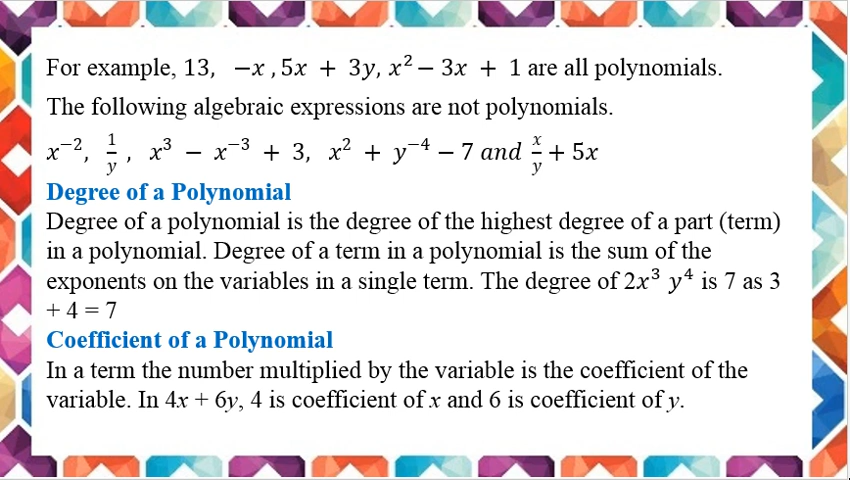 For example, 13, −x , 5x + 3y, x² – 3x + 1 are all polynomials.
The following algebraic expressions are not polynomials.
x⁻², 1/y , x³ − x⁻³ + 3, x² + y⁻⁴ – 7 and x/y + 5x
Degree of a Polynomial
Degree of a polynomial is the degree of the highest degree of a part (term)
in a polynomial. Degree of a term in a polynomial is the sum of the
exponents on the variables in a single term. The degree of 2x³ y⁴ is 7 as 3
+ 4 = 7
Coefficient of a Polynomial
In a term the number multiplied by the variable is the coefficient of the
variable. In 4x + 6y, 4 is coefficient of x and 6 is coefficient of y.